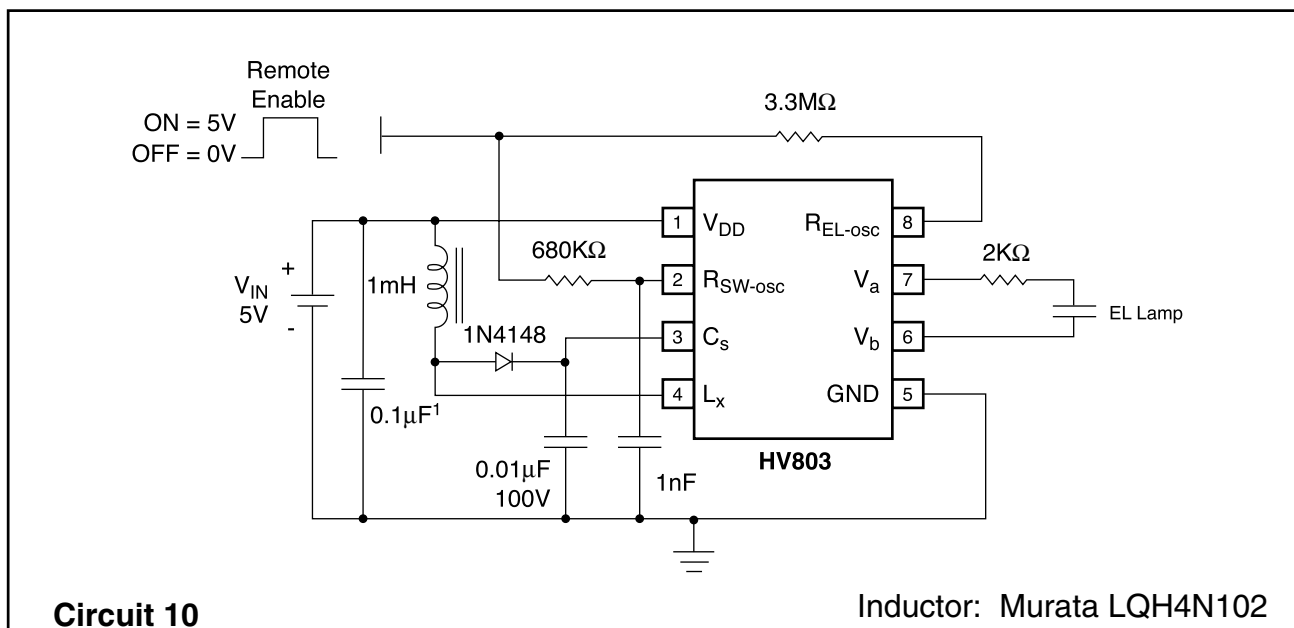 Remote
Enable
ON = 5V
OFF = 0V
3.3MΩ
1 V_DD
R_EL-osc 8
680KΩ
2KΩ
+
V_IN
5V
-
1mH
2 R_SW-osc
V_a 7
EL Lamp
1N4148
3 C_s
V_b 6
4 L_x
GND 5
0.1µF¹
HV803
0.01µF
100V
1nF
Circuit 10
Inductor: Murata LQH4N102